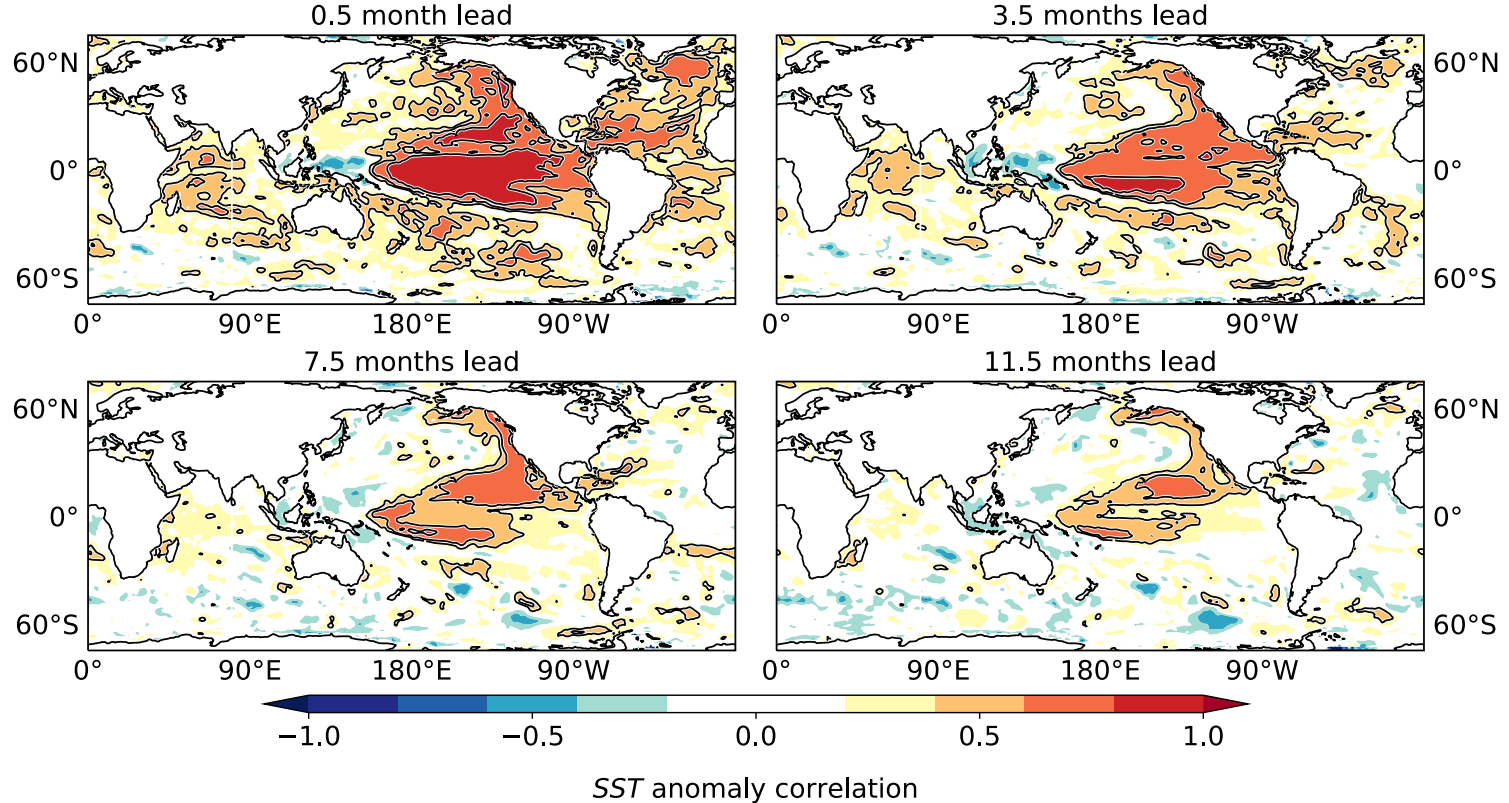 0.5 month lead
3.5 months lead
60°N
0°
60°S
60°N
0°
60°S
0° 90°E 180°E 90°W
0° 90°E 180°E 90°W
7.5 months lead
11.5 months lead
60°N
0°
60°S
60°N
0°
60°S
0° 90°E 180°E 90°W
0° 90°E 180°E 90°W
−1.0 −0.5 0.0 0.5 1.0
SST anomaly correlation